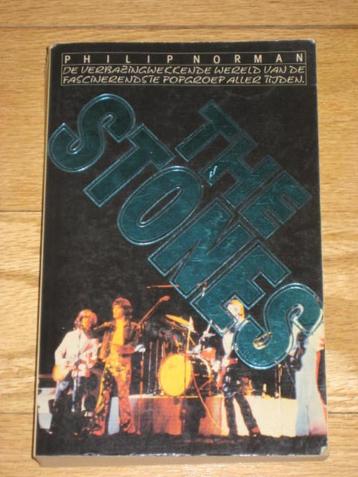 PHILIP NORMAN
DE VERBAZINGWEKKENDE WERELD VAN DE
FASCINERENDSTE POPGROEP ALLER TIJDEN.
THE
STONES